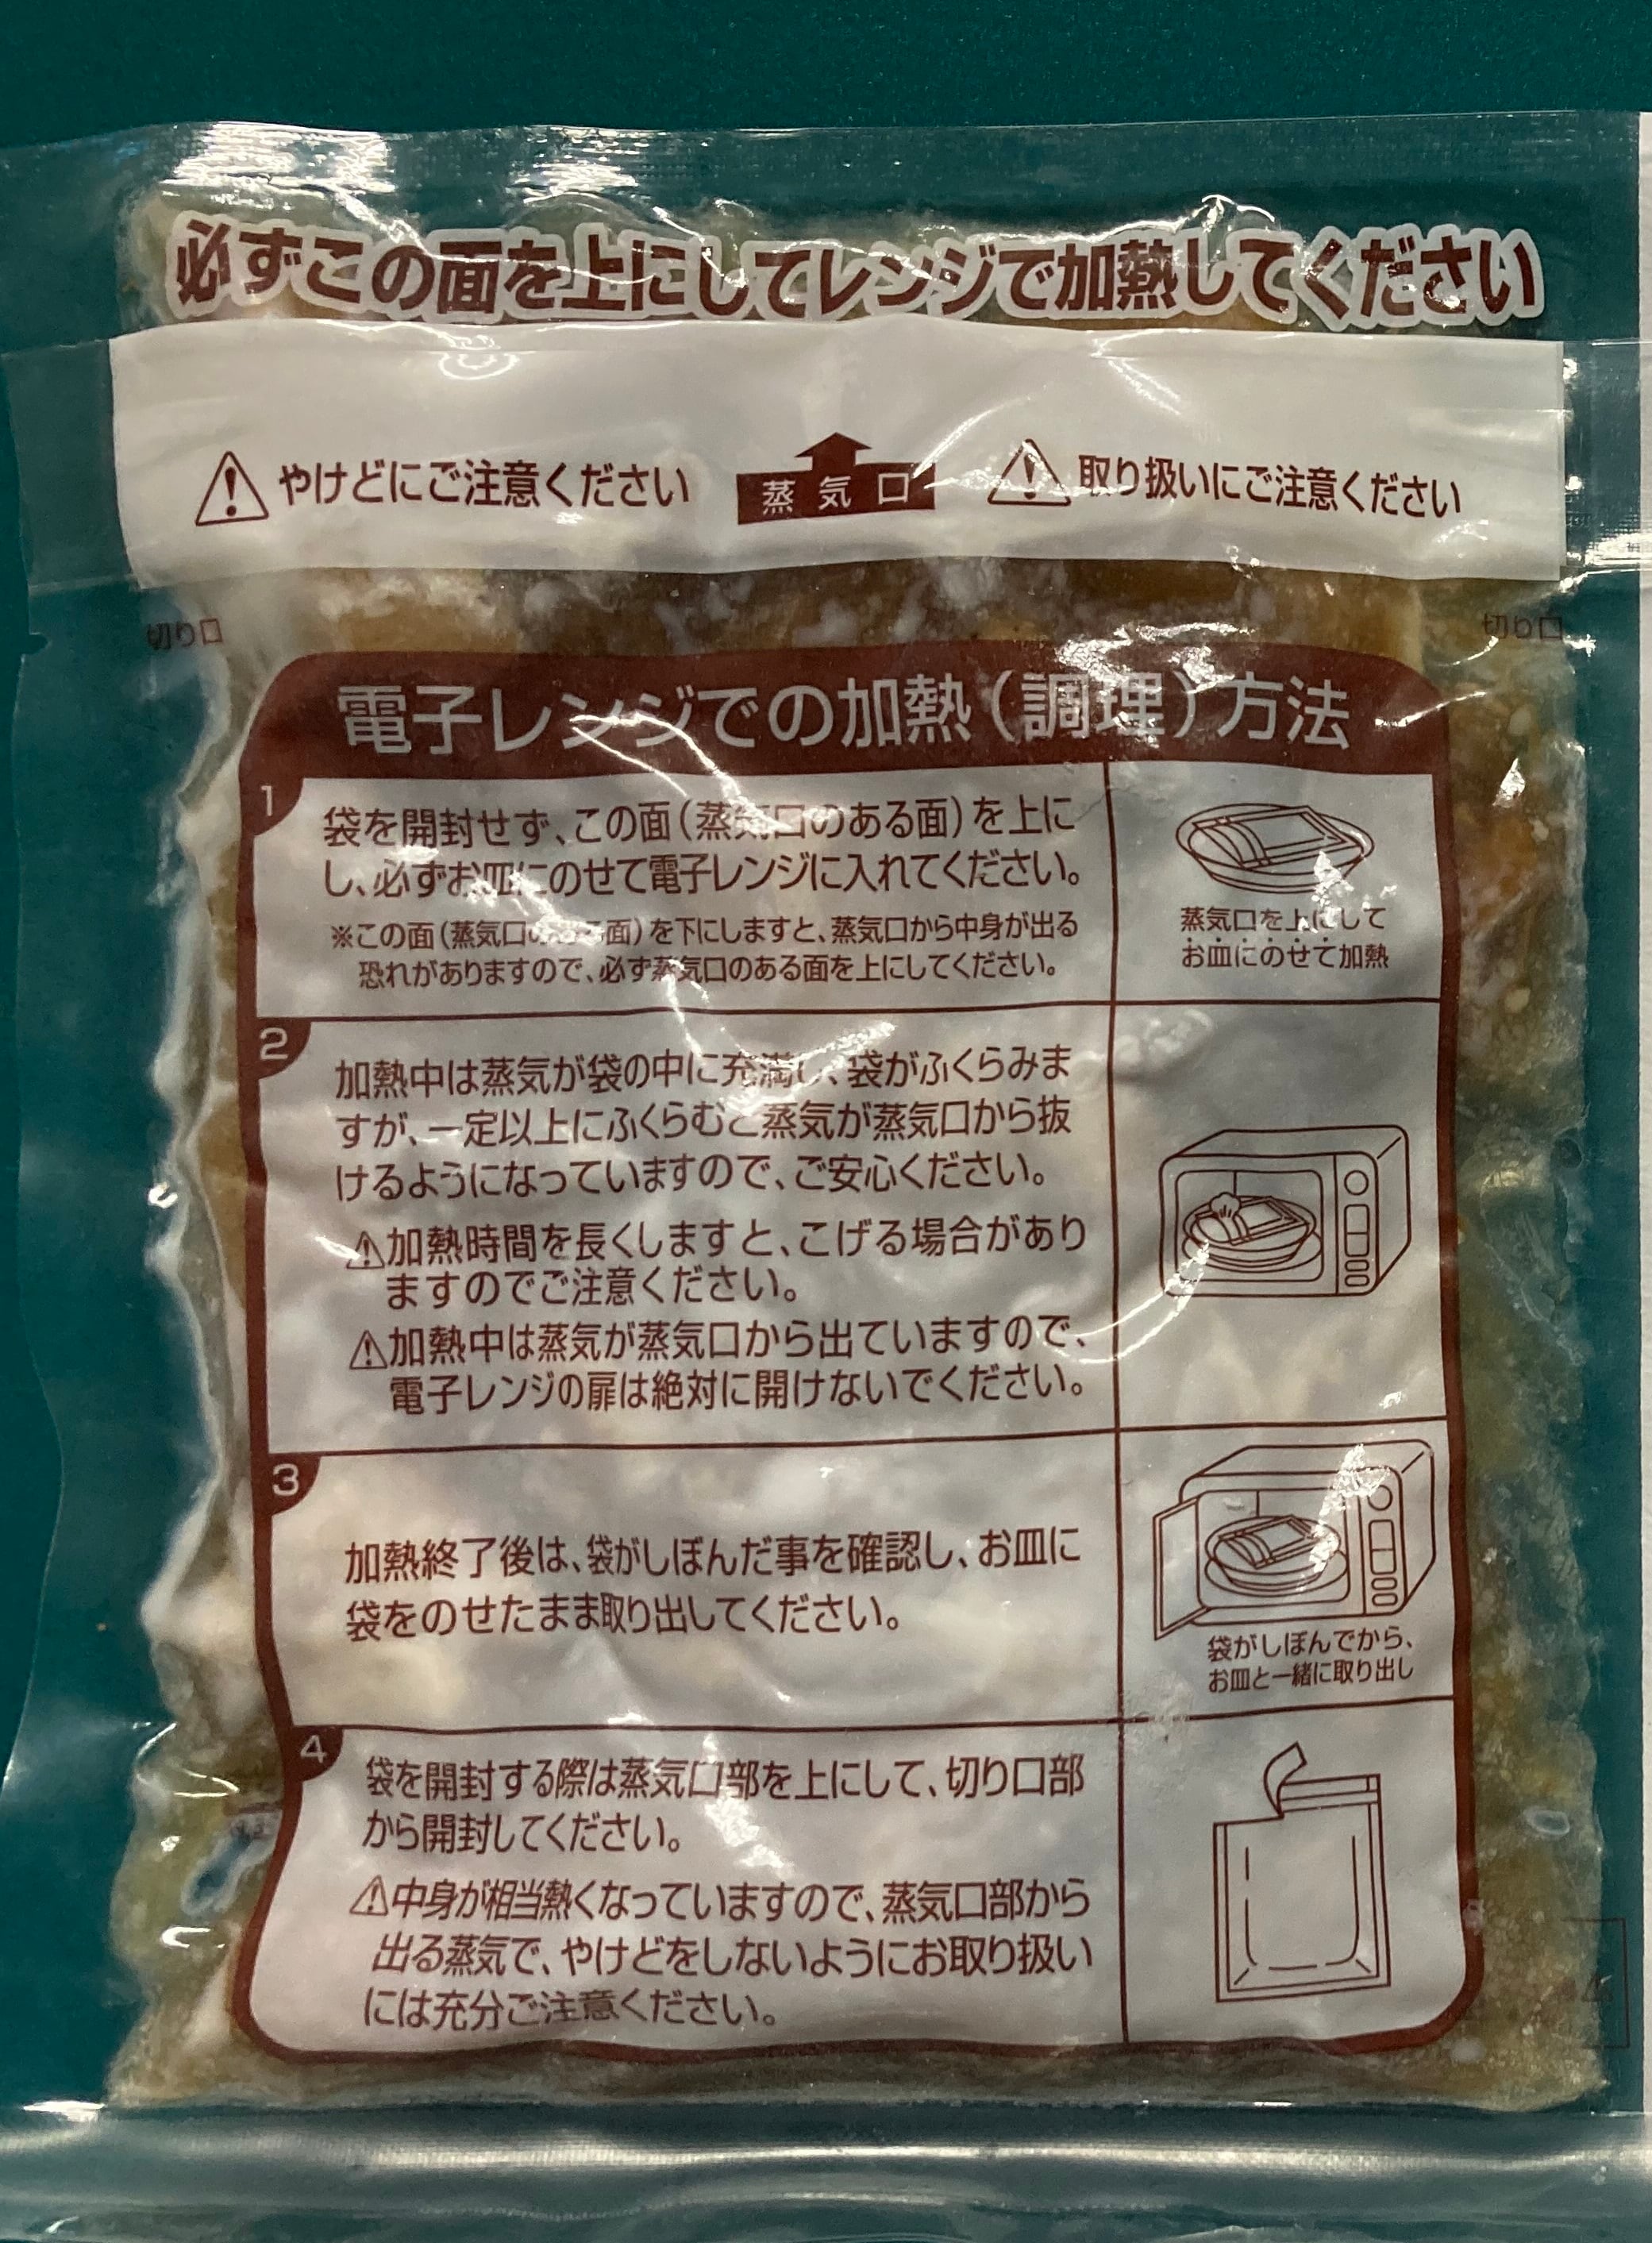 必ずこの面を上にしてレンジで加熱してください
⚠やけどにご注意ください
蒸気口
⚠取り扱いにご注意ください
切り口
切り口
電子レンジでの加熱(調理)方法
1
袋を開封せず、この面(蒸気口のある面)を上に
し、必ずお皿にのせて電子レンジに入れてください。
※この面(蒸気口のある面)を下にしますと、蒸気口から中身が出る
恐れがありますので、必ず蒸気口のある面を上にしてください。
蒸気口を上にして
お皿にのせて加熱
2
加熱中は蒸気が袋の中に充満し、袋がふくらみま
すが、一定以上にふくらむと蒸気が蒸気口から抜
けるようになっていますので、ご安心ください。
⚠加熱時間を長くしますと、こげる場合があり
ますのでご注意ください。
⚠加熱中は蒸気が蒸気口から出ていますので、
電子レンジの扉は絶対に開けないでください。
3
加熱終了後は、袋がしぼんだ事を確認し、お皿に
袋をのせたまま取り出してください。
袋がしぼんでから、
お皿と一緒に取り出し
4
袋を開封する際は蒸気口部を上にして、切り口部
から開封してください。
⚠中身が相当熱くなっていますので、蒸気口部から
出る蒸気で、やけどをしないようにお取り扱い
には充分ご注意ください。